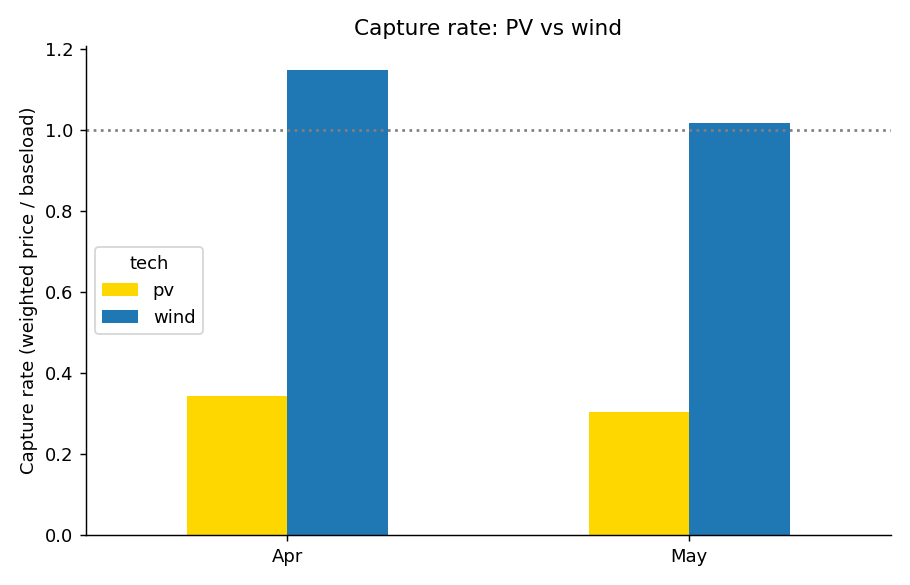 Capture rate: PV vs wind
Capture rate (weighted price / baseload)
1.2
1.0
0.8
0.6
0.4
0.2
0.0
tech
pv
wind
Apr
May